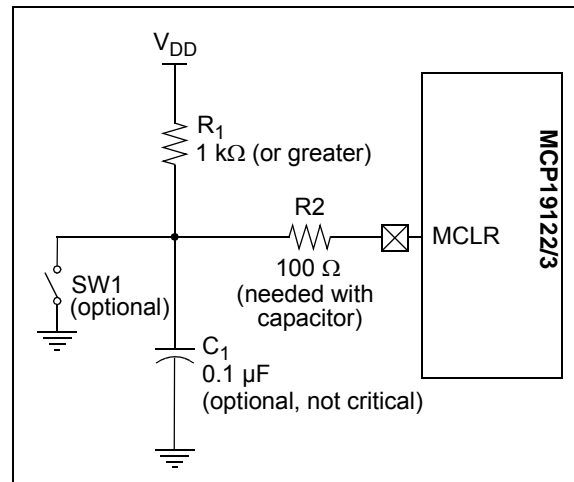 V_DD
R₁
1 kΩ (or greater)
R2
100 Ω
(needed with
capacitor)
MCLR
MCP19122/3
SW1
(optional)
C₁
0.1 µF
(optional, not critical)